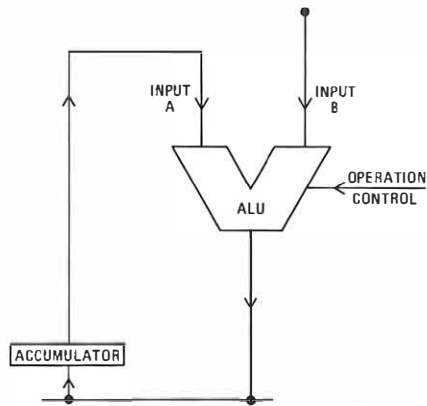 INPUT
A
INPUT
B
OPERATION
CONTROL
ALU
ACCUMULATOR